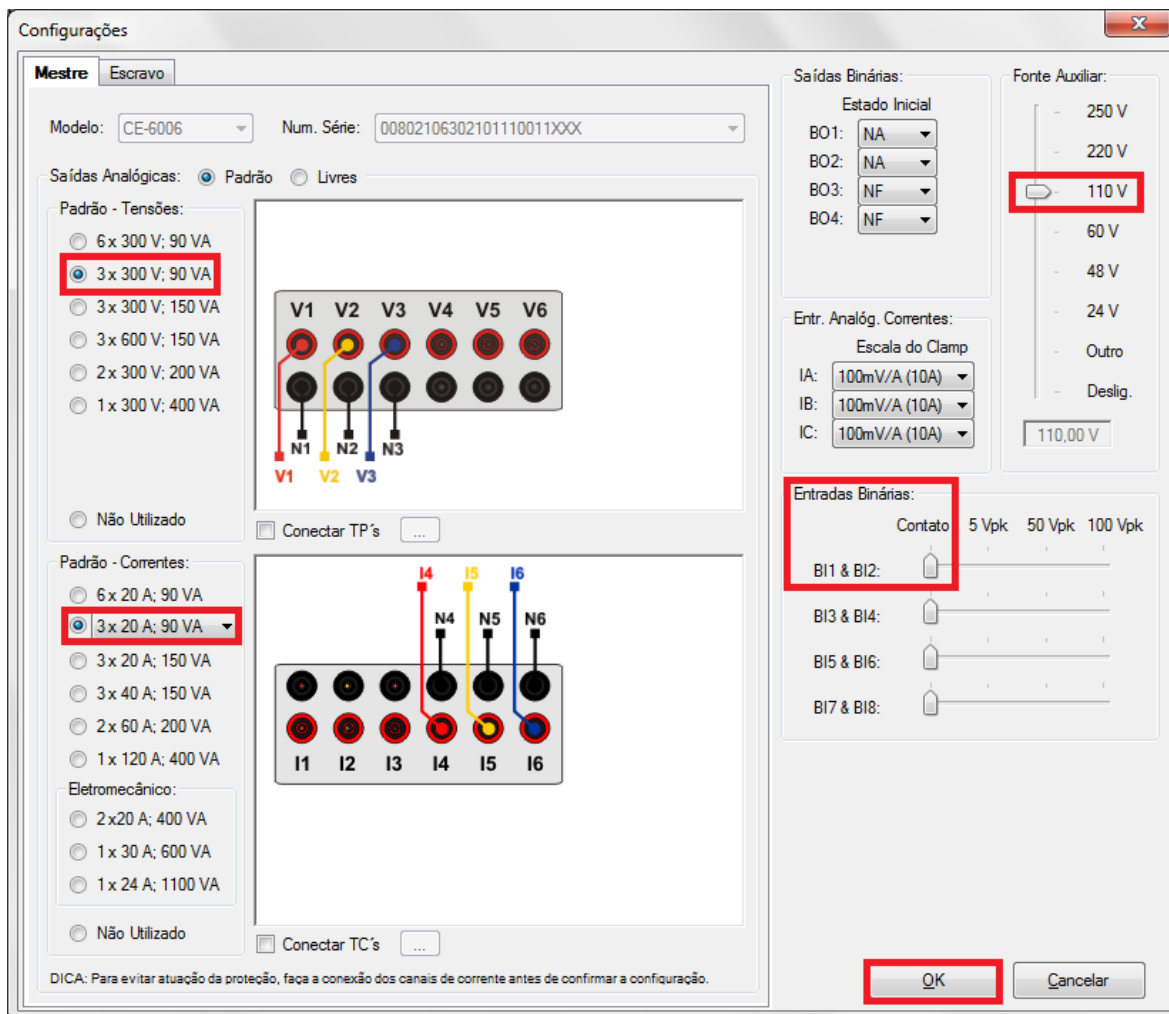 Configurações
Mestre
Escravo
Modelo: CE-6006
Num. Série: 00802106302101110011XXX
Saídas Analógicas: Padrão Livres
Padrão - Tensões:
6 x 300 V; 90 VA
3 x 300 V; 90 VA
3 x 300 V; 150 VA
3 x 600 V; 150 VA
2 x 300 V; 200 VA
1 x 300 V; 400 VA
Não Utilizado
V1 V2 V3 V4 V5 V6
N1 N2 N3
V1 V2 V3
Conectar TP´s ...
Padrão - Correntes:
6 x 20 A; 90 VA
3 x 20 A; 90 VA
3 x 20 A; 150 VA
3 x 40 A; 150 VA
2 x 60 A; 200 VA
1 x 120 A; 400 VA
Eletromecânico:
2 x20 A; 400 VA
1 x 30 A; 600 VA
1 x 24 A; 1100 VA
Não Utilizado
I4 I5 I6
N4 N5 N6
I1 I2 I3 I4 I5 I6
Conectar TC´s ...
DICA: Para evitar atuação da proteção, faça a conexão dos canais de corrente antes de confirmar a configuração.
Saídas Binárias:
Estado Inicial
BO1: NA
BO2: NA
BO3: NF
BO4: NF
Fonte Auxiliar:
250 V
220 V
110 V
60 V
48 V
24 V
Outro
Deslig.
110,00 V
Entr. Analóg. Correntes:
Escala do Clamp
IA: 100mV/A (10A)
IB: 100mV/A (10A)
IC: 100mV/A (10A)
Entradas Binárias:
Contato 5 Vpk 50 Vpk 100 Vpk
BI1 & BI2:
BI3 & BI4:
BI5 & BI6:
BI7 & BI8:
OK
Cancelar